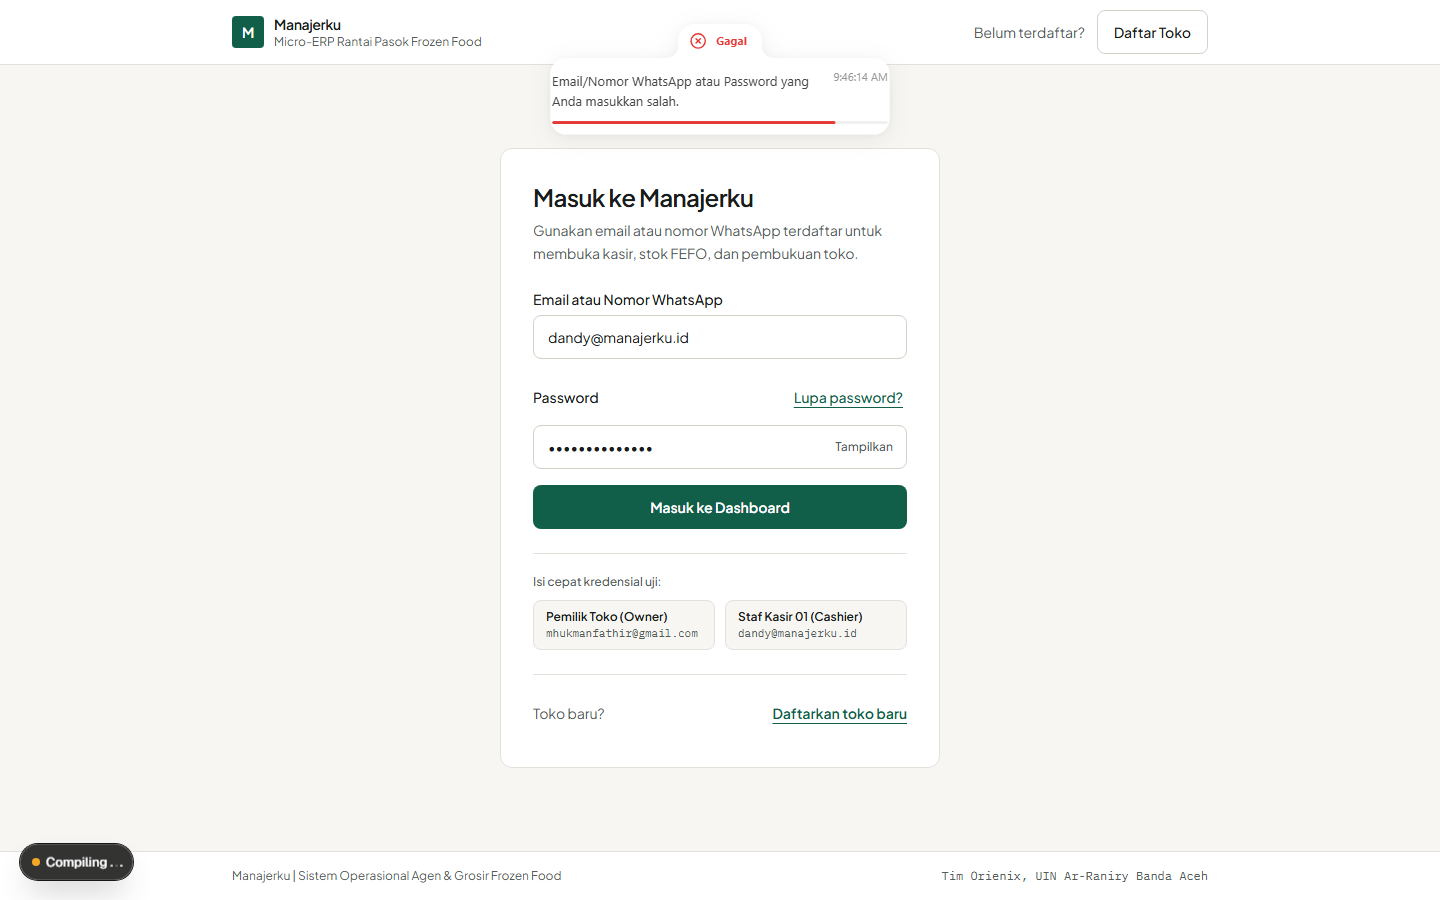 M
Manajerku
Micro-ERP Rantai Pasok Frozen Food
Belum terdaftar?
Daftar Toko
Gagal
Email/Nomor WhatsApp atau Password yang
9:46:14 AM
Anda masukkan salah.
Masuk ke Manajerku
Gunakan email atau nomor WhatsApp terdaftar untuk
membuka kasir, stok FEFO, dan pembukuan toko.
Email atau Nomor WhatsApp
dandy@manajerku.id
Password
Lupa password?
••••••••••••••
Tampilkan
Masuk ke Dashboard
Isi cepat kredensial uji:
Pemilik Toko (Owner)
mhukmanfathir@gmail.com
Staf Kasir 01 (Cashier)
dandy@manajerku.id
Toko baru?
Daftarkan toko baru
Compiling...
Manajerku | Sistem Operasional Agen & Grosir Frozen Food
Tim Orienix, UIN Ar-Raniry Banda Aceh